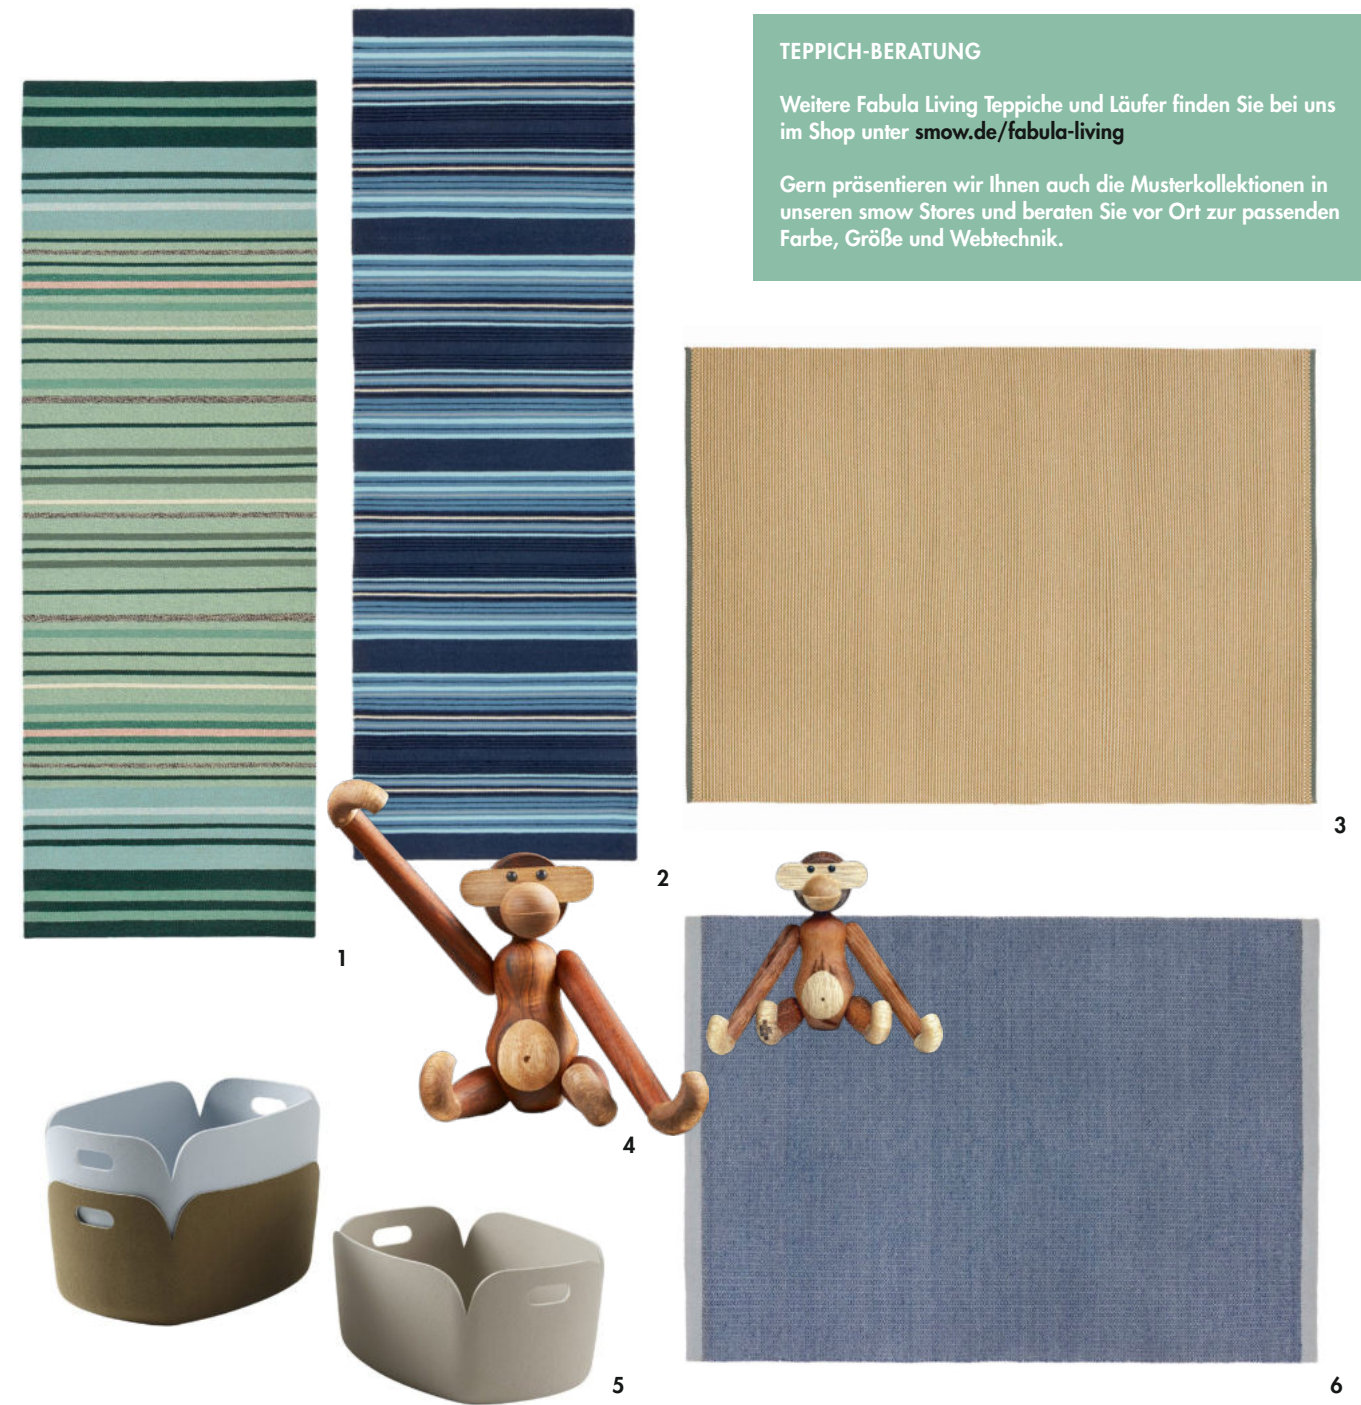 TEPPICH-BERATUNG
Weitere Fabula Living Teppiche und Läufer finden Sie bei uns
im Shop unter smow.de/fabula-living
Gern präsentieren wir Ihnen auch die Musterkollektionen in
unseren smow Stores und beraten Sie vor Ort zur passenden
Farbe, Größe und Webtechnik.
3
2
1
4
5
6